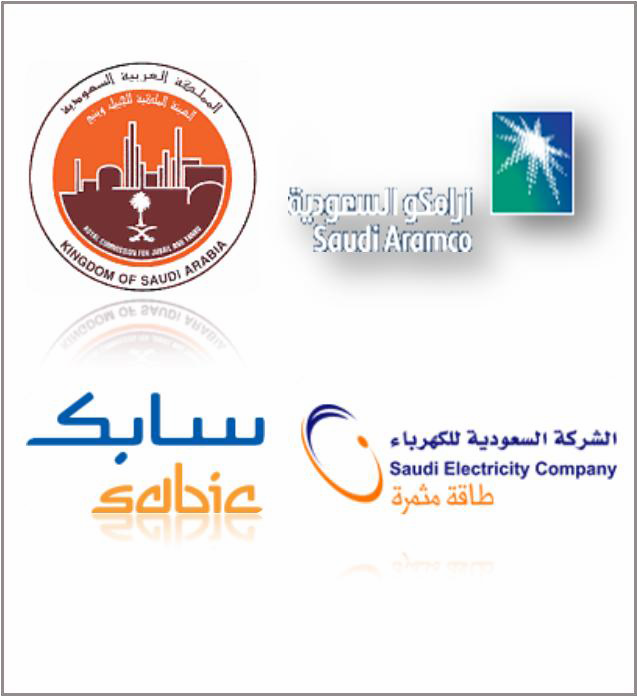 المملكة العربية السعودية
الهيئة الملكية للجبيل وينبع
ROYAL COMMISSION FOR JUBAIL AND YANBU
KINGDOM OF SAUDI ARABIA
أرامكو السعودية
Saudi Aramco
سابك
sabic
الشركة السعودية للكهرباء
Saudi Electricity Company
طاقة مثمرة